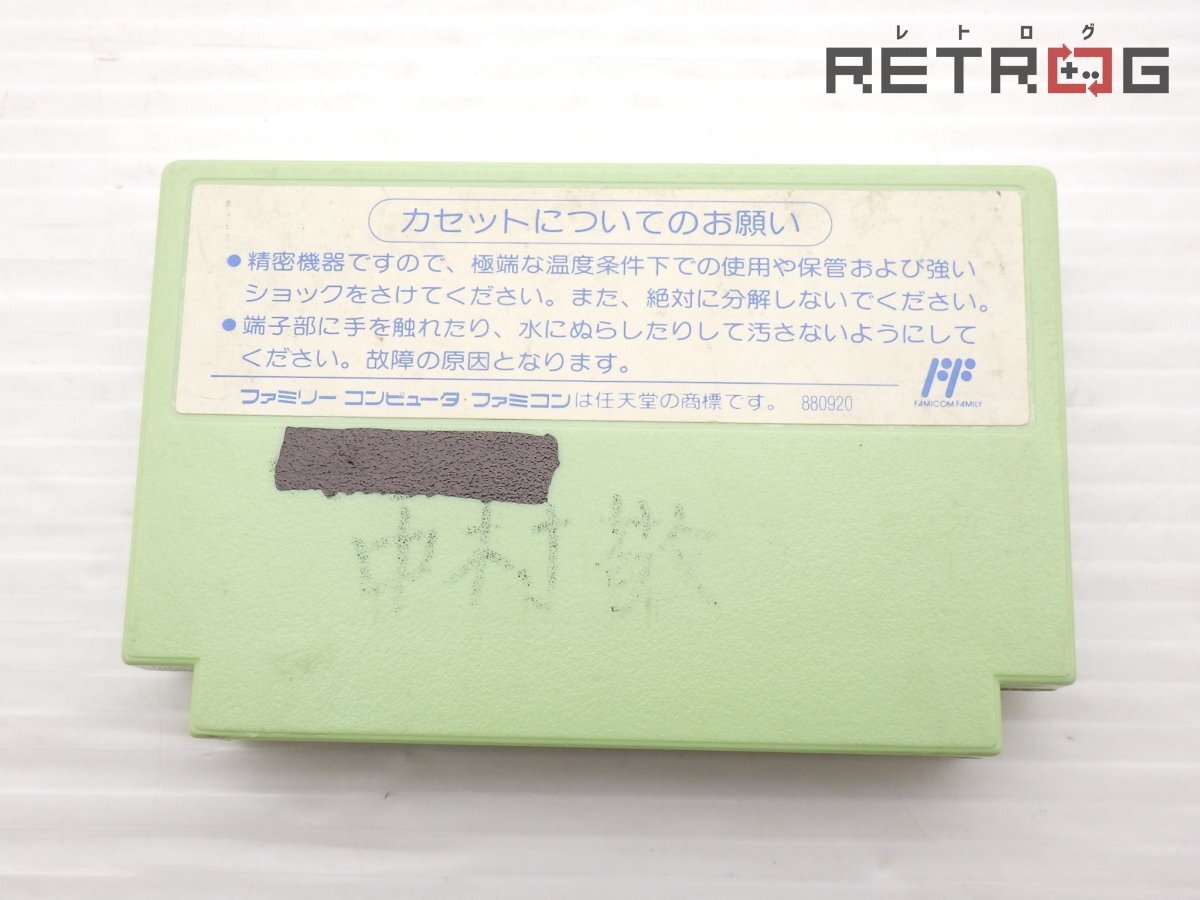 レトログ
RETROG
カセットについてのお願い
●精密機器ですので、極端な温度条件下での使用や保管および強い
ショックをさけてください。また、絶対に分解しないでください。
●端子部に手を触れたり、水にぬらしたりして汚さないようにして
ください。故障の原因となります。
ファミリーコンピュータ・ファミコンは任天堂の商標です。 880920
FF
FAMICOM FAMILY
中村 敬